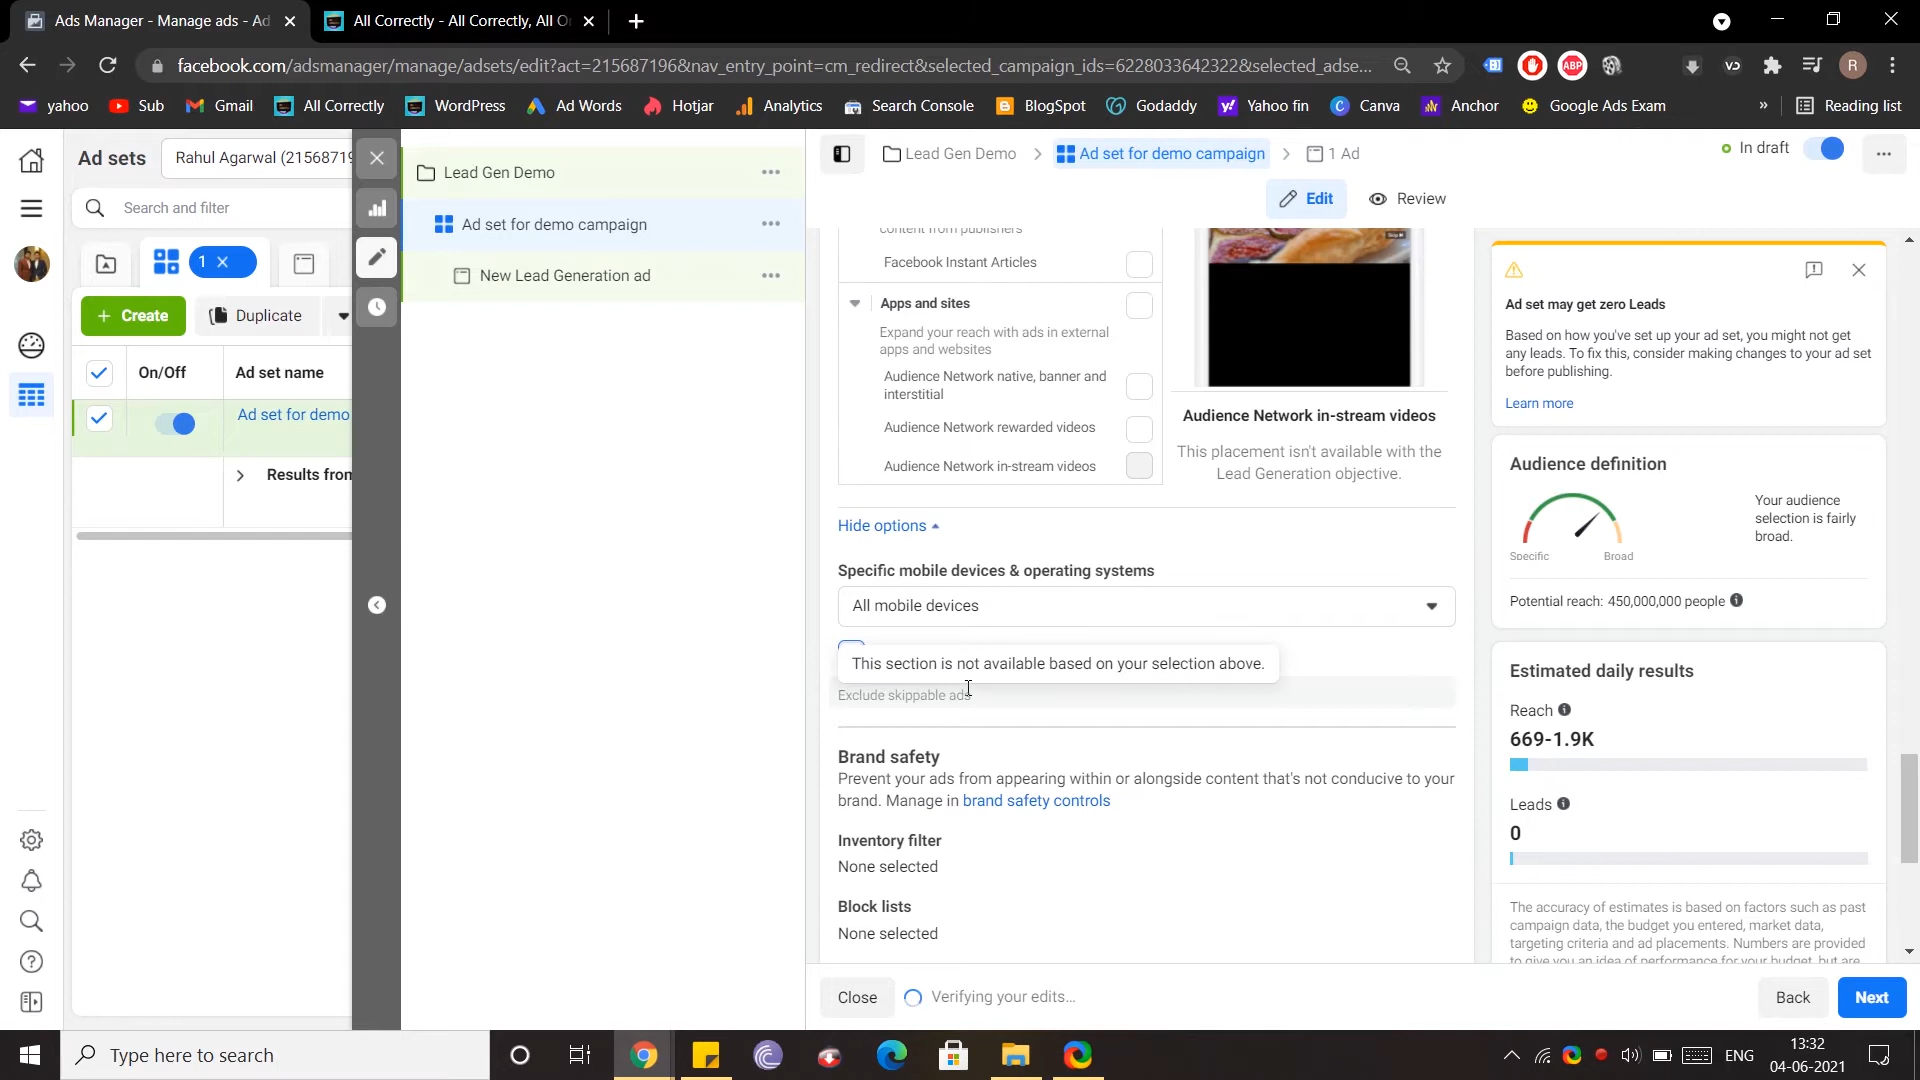 Ads Manager - Manage ads - Ad
All Correctly - All Correctly, All O
facebook.com/adsmanager/manage/adsets/edit?act=215687196&nav_entry_point=cm_redirect&selected_campaign_ids=6228033642322&selected_adse...
R
yahoo
Sub
Gmail
All Correctly
WordPress
Ad Words
Hotjar
Analytics
Search Console
BlogSpot
Godaddy
Yahoo fin
Canva
Anchor
Google Ads Exam
»
Reading list
Ad sets
Rahul Agarwal (21568719
Search and filter
1
+ Create
Duplicate
On/Off
Ad set name
Ad set for demo
Results from
Lead Gen Demo
Ad set for demo campaign
New Lead Generation ad
Lead Gen Demo
Ad set for demo campaign
1 Ad
In draft
Edit
Review
content from publishers
Facebook Instant Articles
Apps and sites
Expand your reach with ads in external
apps and websites
Audience Network native, banner and
interstitial
Audience Network rewarded videos
Audience Network in-stream videos
Audience Network in-stream videos
This placement isn't available with the
Lead Generation objective.
Hide options
Specific mobile devices & operating systems
All mobile devices
This section is not available based on your selection above.
Exclude skippable ads
Brand safety
Prevent your ads from appearing within or alongside content that's not conducive to your
brand. Manage in brand safety controls
Inventory filter
None selected
Block lists
None selected
Ad set may get zero Leads
Based on how you've set up your ad set, you might not get
any leads. To fix this, consider making changes to your ad set
before publishing.
Learn more
Audience definition
Your audience
selection is fairly
broad.
Specific
Broad
Potential reach: 450,000,000 people
Estimated daily results
Reach
669-1.9K
Leads
0
The accuracy of estimates is based on factors such as past
campaign data, the budget you entered, market data,
targeting criteria and ad placements. Numbers are provided
to give you an idea of performance for your budget, but are
Close
Verifying your edits...
Back
Next
Type here to search
ENG
13:32
04-06-2021